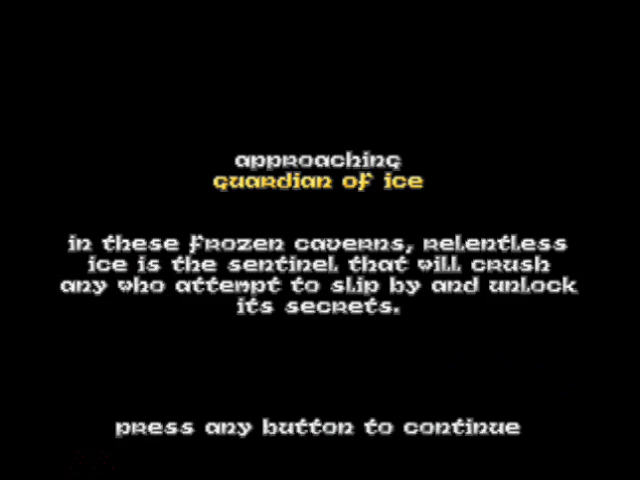 approaching
guardian of ice
in these frozen caverns, relentless
ice is the sentinel that will crush
any who attempt to slip by and unlock
its secrets.
press any button to continue